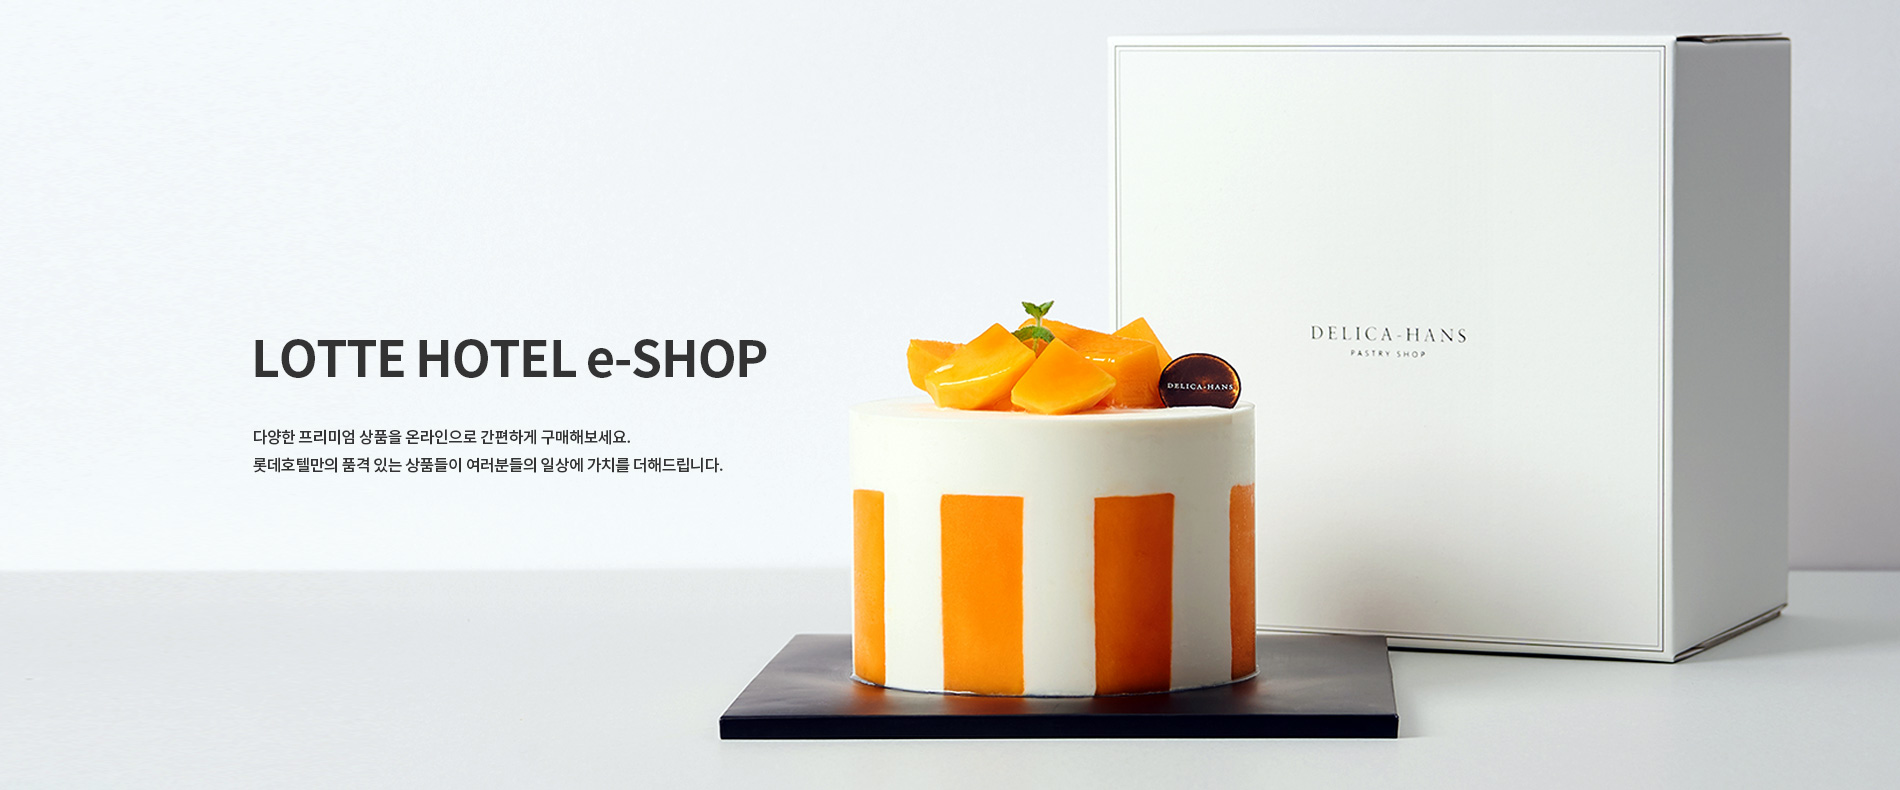 LOTTE HOTEL e-SHOP
다양한 프리미엄 상품을 온라인으로 간편하게 구매해보세요.
롯데호텔만의 품격 있는 상품들이 여러분들의 일상에 가치를 더해드립니다.
DELICA-HANS
PASTRY SHOP
DELICA-HANS